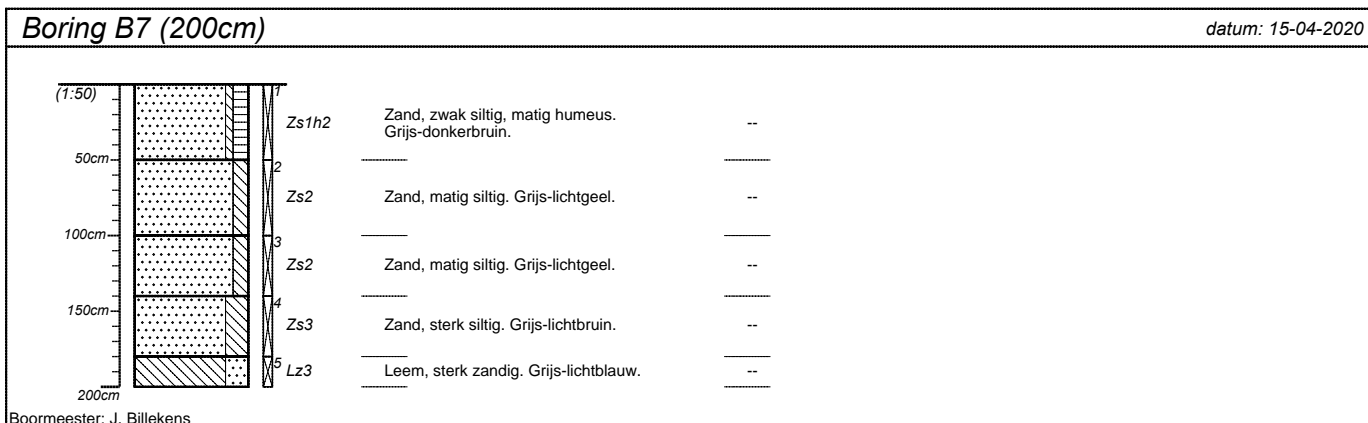 Boring B7 (200cm)
datum: 15-04-2020
(1:50)
1
Zs1h2
Zand, zwak siltig, matig humeus.
Grijs-donkerbruin.
--
50cm
2
Zs2
Zand, matig siltig. Grijs-lichtgeel.
--
100cm
3
Zs2
Zand, matig siltig. Grijs-lichtgeel.
--
150cm
4
Zs3
Zand, sterk siltig. Grijs-lichtbruin.
--
5
Lz3
Leem, sterk zandig. Grijs-lichtblauw.
--
200cm
Boormeester: J. Billekens